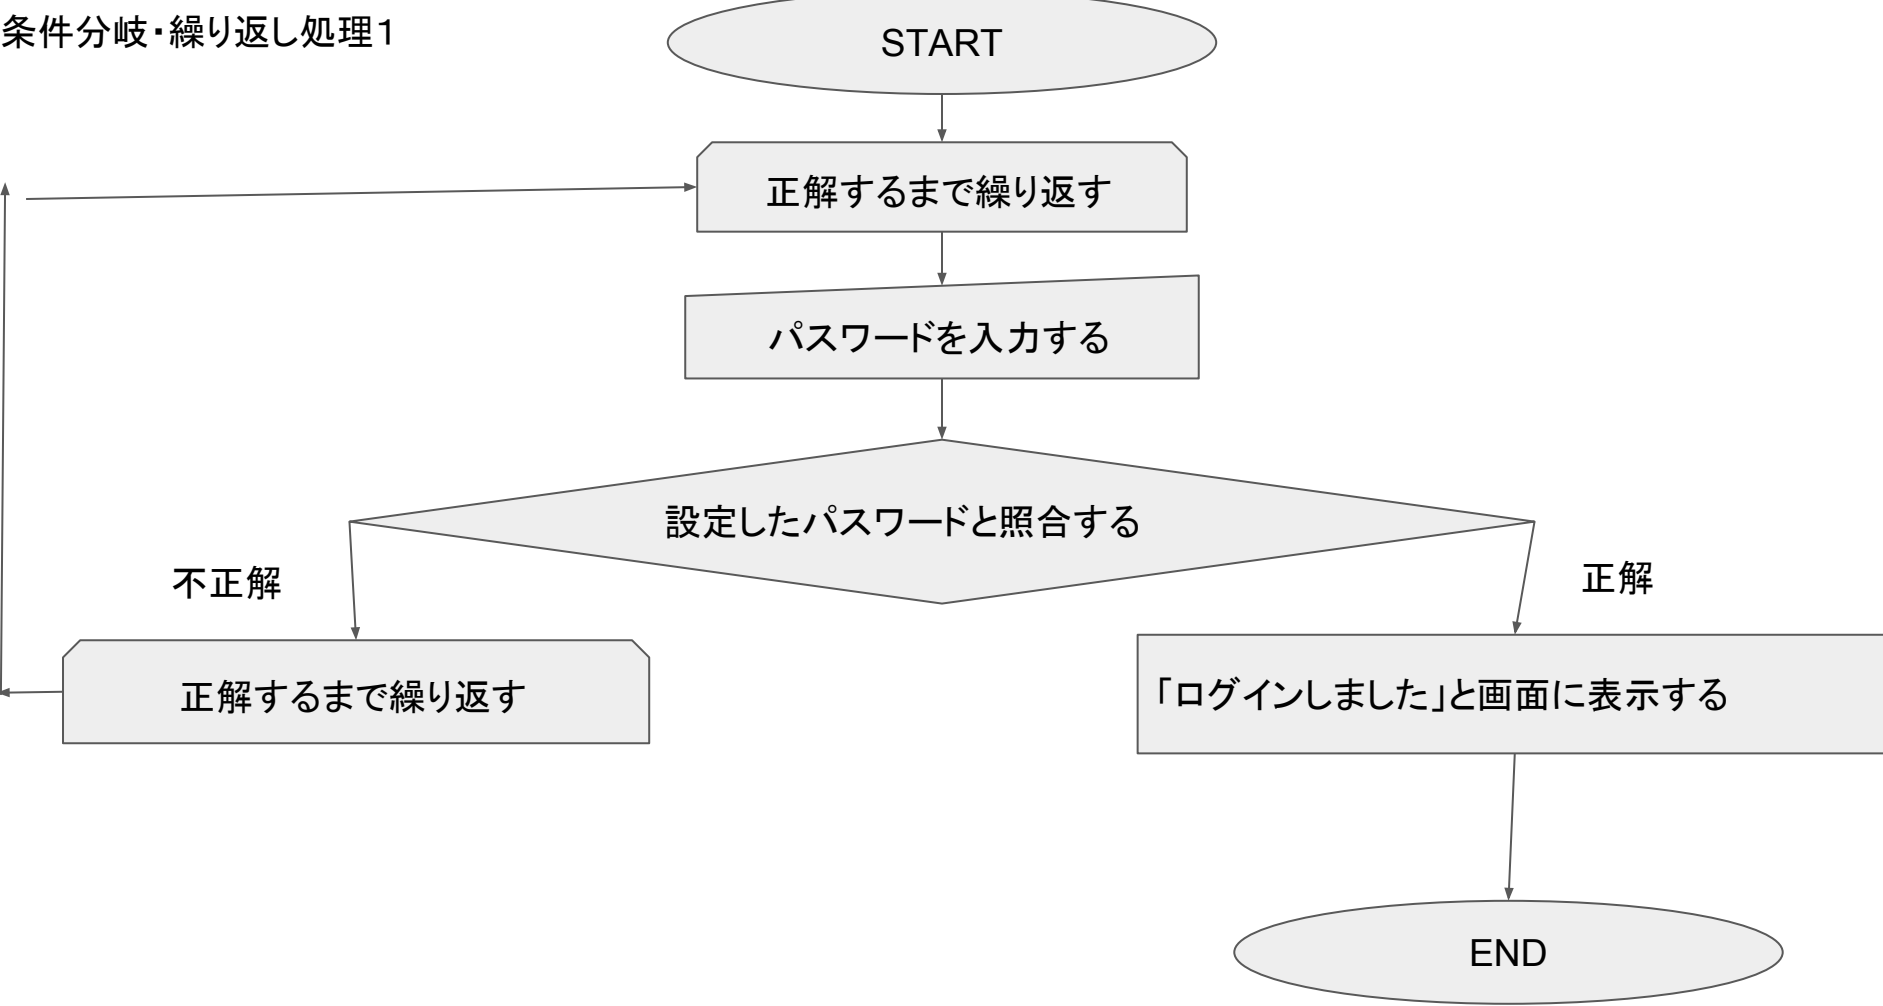 条件分岐・繰り返し処理１
START
正解するまで繰り返す
パスワードを入力する
設定したパスワードと照合する
不正解
正解
正解するまで繰り返す
「ログインしました」と画面に表示する
END